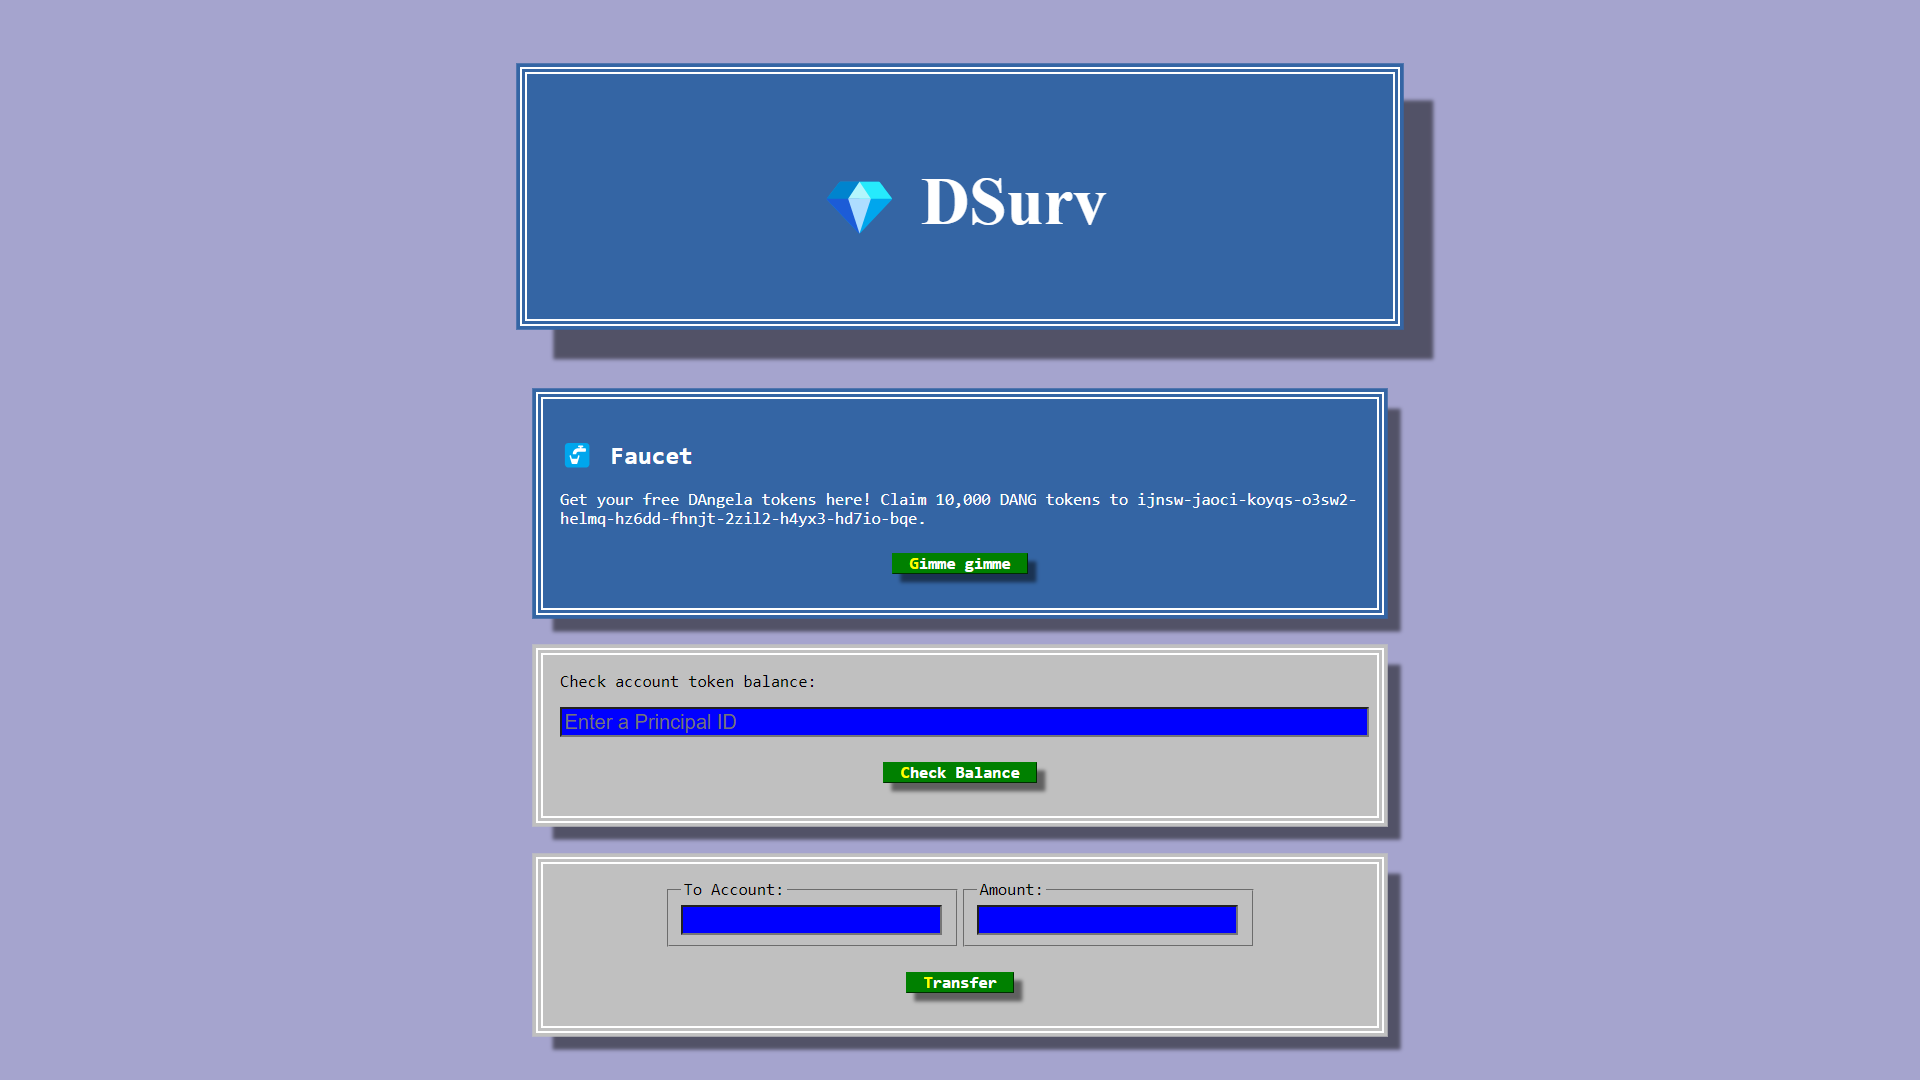 DSurv
Faucet
Get your free DAngela tokens here! Claim 10,000 DANG tokens to ijnsw-jaoci-koyqs-o3sw2-
helmq-hz6dd-fhnjt-2zil2-h4yx3-hd7io-bqe.
Gimme gimme
Check account token balance:
Enter a Principal ID
Check Balance
To Account: Amount:
Transfer